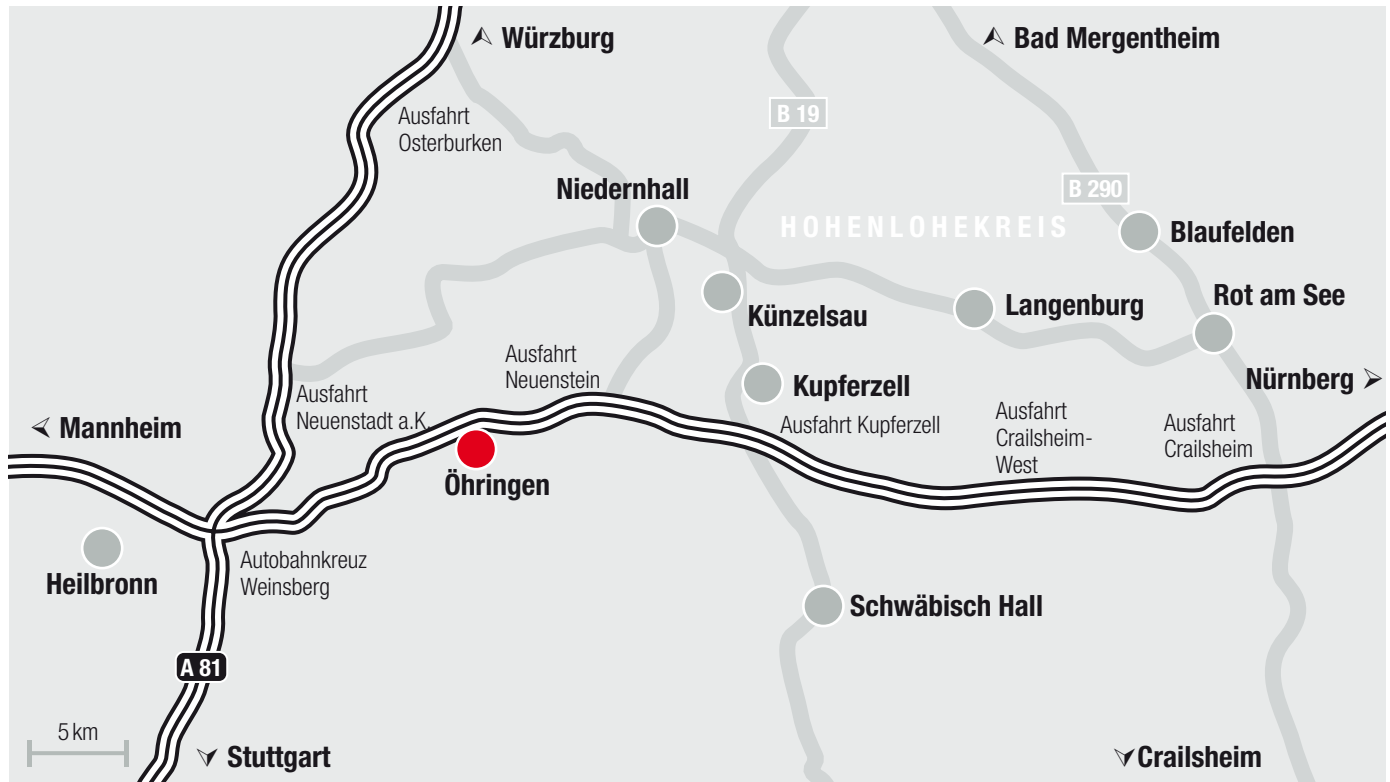 Würzburg
Bad Mergentheim
Ausfahrt
Osterburken
B 19
Niedernhall
B 290
HOHENLOHEKREIS
Blaufelden
Künzelsau
Langenburg
Rot am See
Ausfahrt
Neuenstein
Kupferzell
Nürnberg
Ausfahrt
Neuenstadt a.K.
Mannheim
Ausfahrt Kupferzell
Ausfahrt
Crailsheim-
West
Ausfahrt
Crailsheim
Öhringen
Autobahnkreuz
Weinsberg
Heilbronn
Schwäbisch Hall
A 81
5 km
Stuttgart
Crailsheim